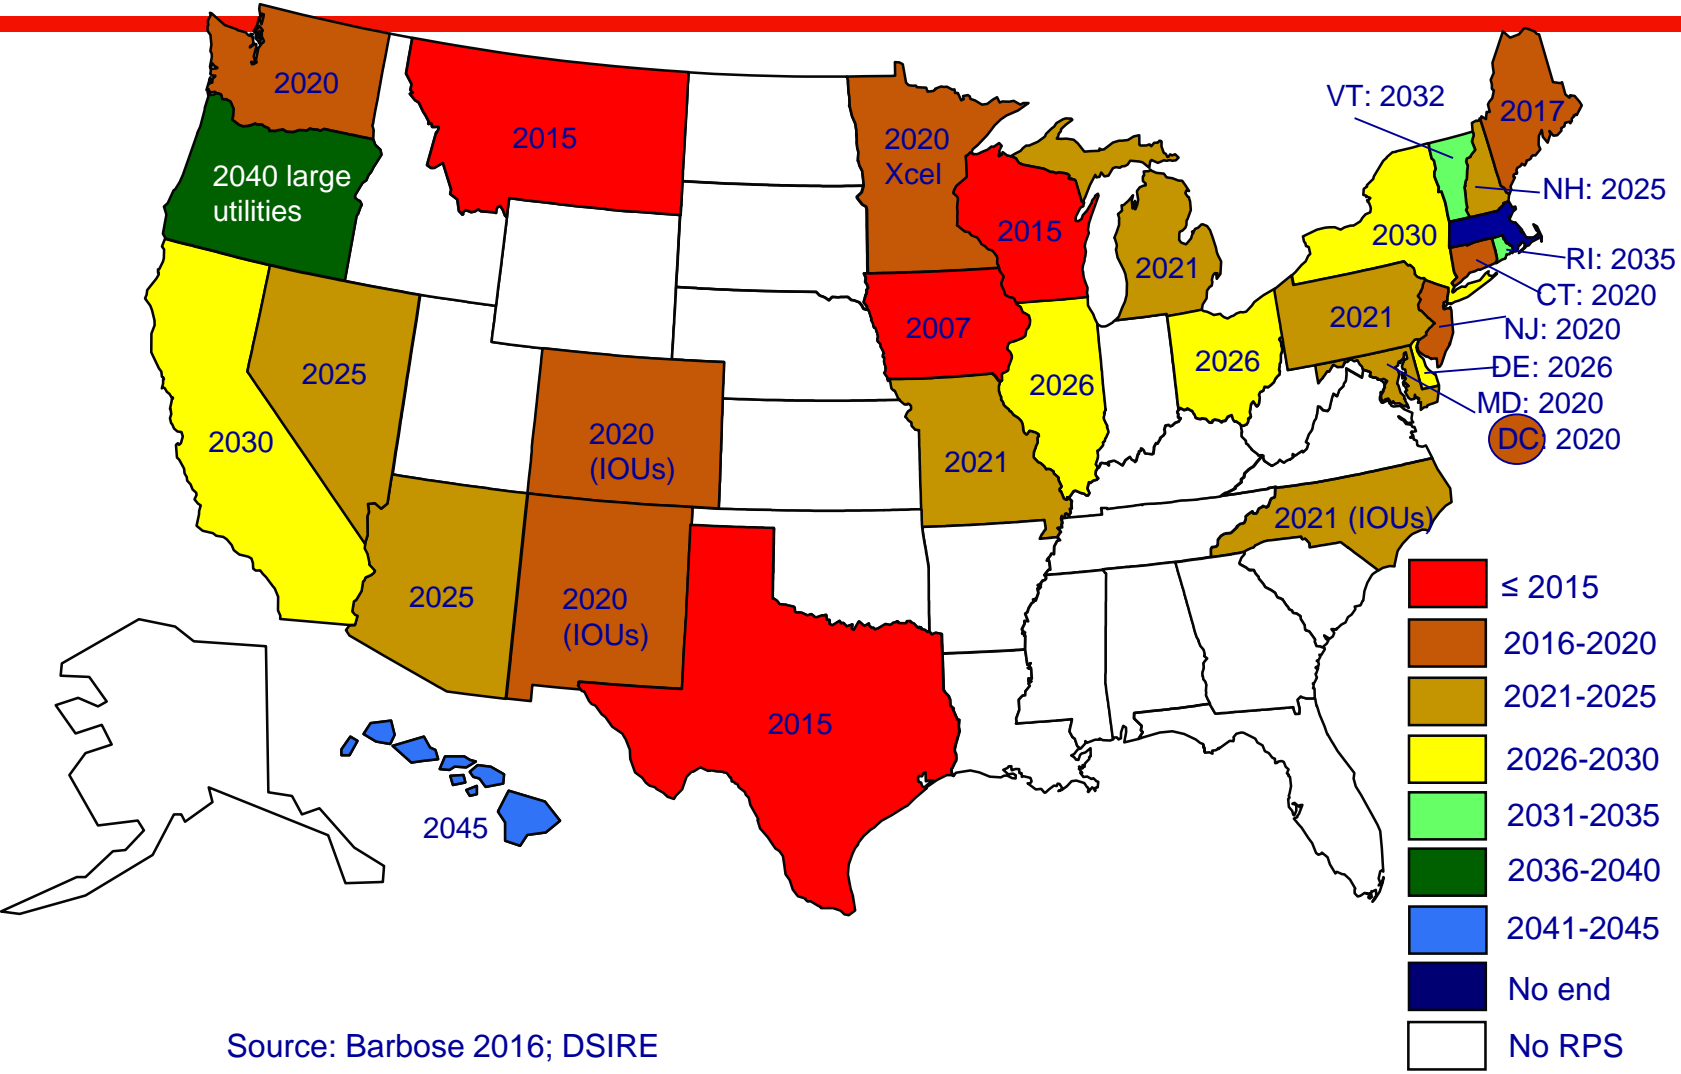 2020
2015
2040 large
utilities
2020
Xcel
2015
2007
2021
2030
2017
VT: 2032
NH: 2025
RI: 2035
CT: 2020
NJ: 2020
DE: 2026
MD: 2020
DC: 2020
2021
2026
2026
2025
2030
2020
(IOUs)
2021
2021 (IOUs)
2025
2020
(IOUs)
2015
2045
≤ 2015
2016-2020
2021-2025
2026-2030
2031-2035
2036-2040
2041-2045
No end
No RPS
Source: Barbose 2016; DSIRE